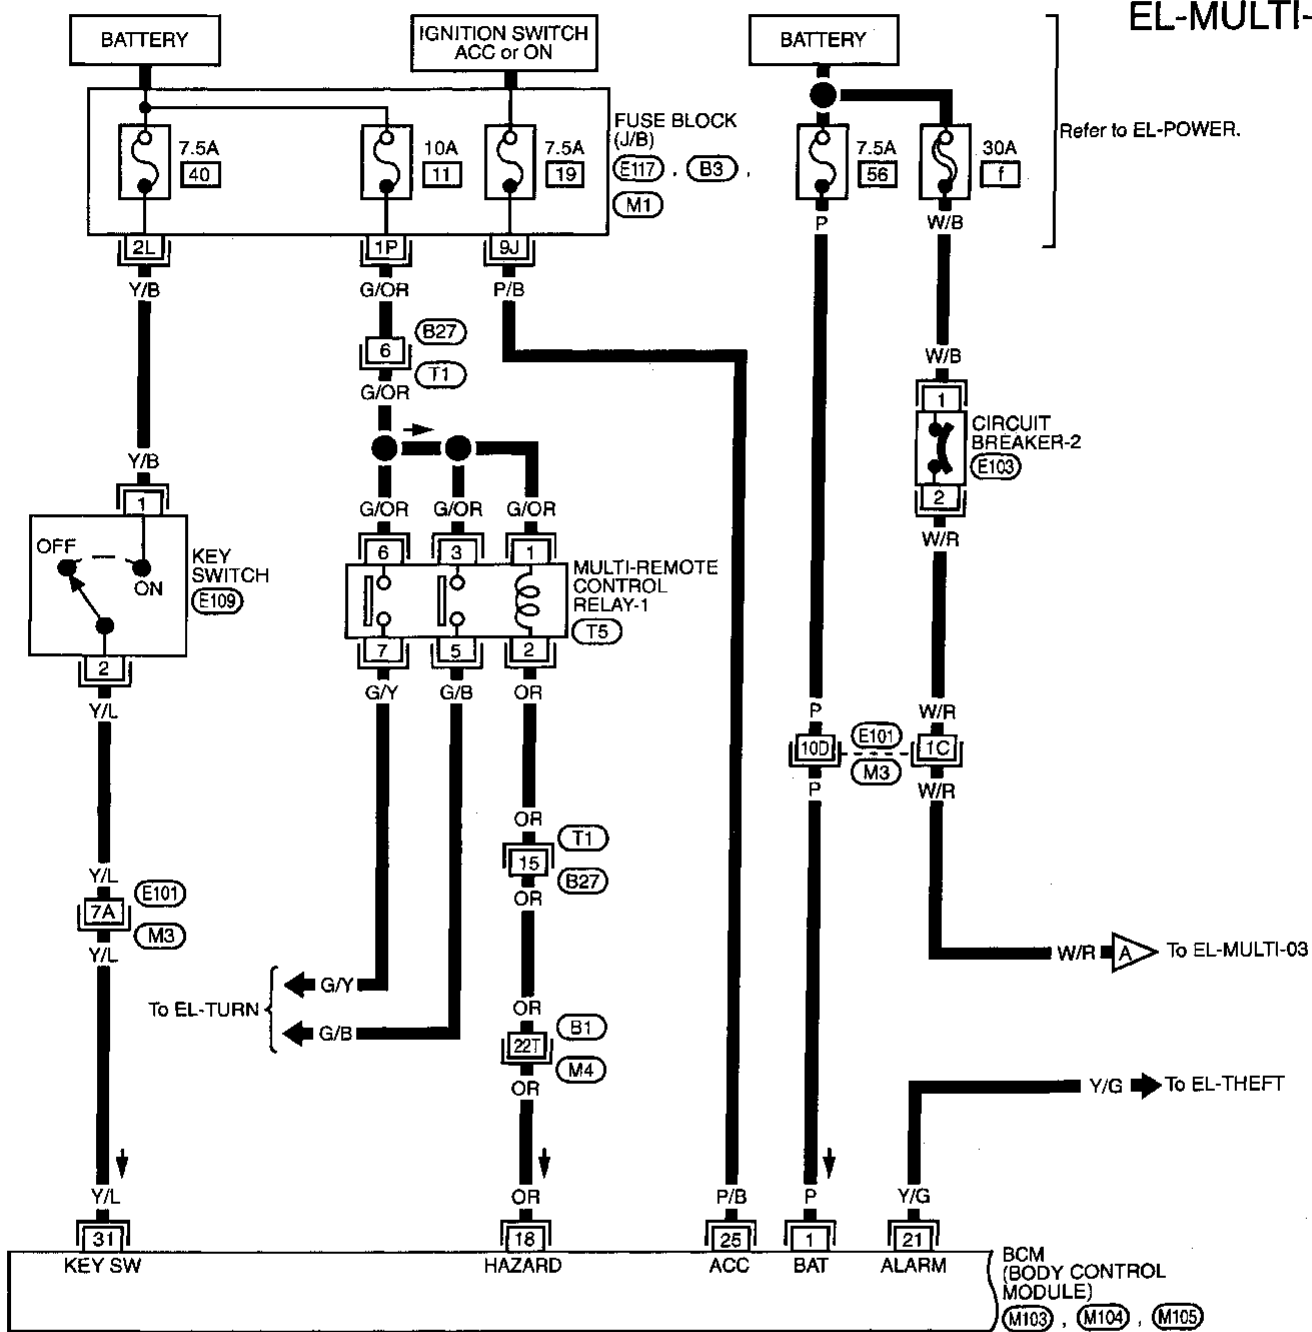 EL-MULTI-
BATTERY
IGNITION SWITCH
ACC or ON
BATTERY
Refer to EL-POWER.
7.5A
40
10A
11
7.5A
19
FUSE BLOCK
(J/B)
E117 , B3 ,
M1
7.5A
56
30A
f
2L
1P
9J
P
W/B
Y/B
G/OR
P/B
6
B27
T1
G/OR
W/B
1
CIRCUIT
BREAKER-2
E103
2
W/R
Y/B
1
G/OR
G/OR
G/OR
6
3
1
OFF
ON
KEY
SWITCH
E109
2
MULTI-REMOTE
CONTROL
RELAY-1
T5
7
5
2
Y/L
G/Y
G/B
OR
P
W/R
10D
E101
M3
1C
P
W/R
OR
T1
15
B27
OR
Y/L
E101
7A
M3
Y/L
W/R
A
To EL-MULTI-03
To EL-TURN
G/Y
G/B
OR
B1
22T
M4
OR
Y/G
To EL-THEFT
Y/L
OR
P/B
P
Y/G
31
18
25
1
21
KEY SW
HAZARD
ACC
BAT
ALARM
BCM
(BODY CONTROL
MODULE)
M103 , M104 , M105